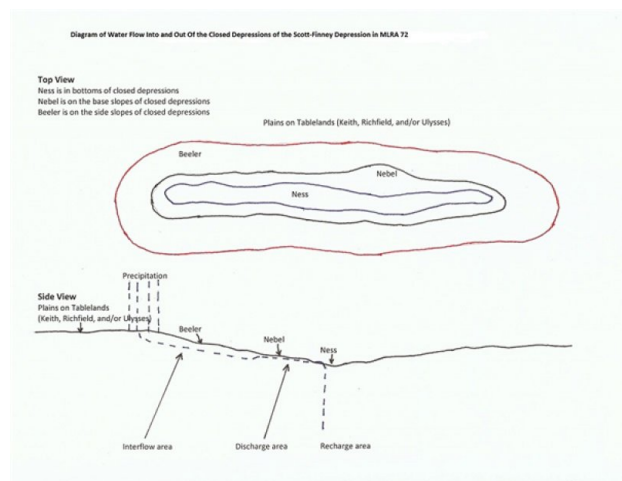 Diagram of Water Flow Into and Out Of the Closed Depressions of the Scott-Finney Depression in MLRA 72
Top View
Ness is in bottoms of closed depressions
Nebel is on the base slopes of closed depressions
Beeler is on the side slopes of closed depressions
Plains on Tablelands (Keith, Richfield, and/or Ulysses)
Beeler
Nebel
Ness
Precipitation
Side View
Plains on Tablelands
(Keith, Richfield, and/or Ulysses)
Beeler
Nebel
Ness
Interflow area
Discharge area
Recharge area